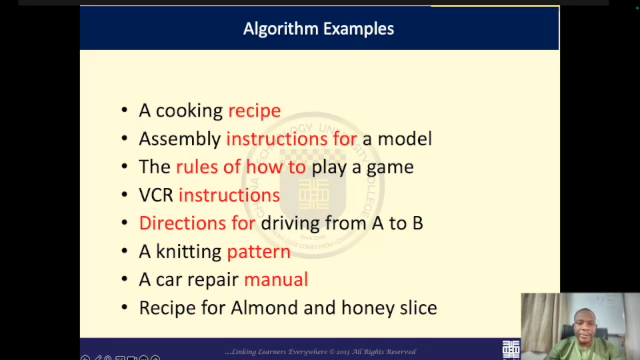 Algorithm Examples
• A cooking recipe
• Assembly instructions for a model
• The rules of how to play a game
• VCR instructions
• Directions for driving from A to B
• A knitting pattern
• A car repair manual
• Recipe for Almond and honey slice
...Linking Learners Everywhere © 2015 All Rights Reserved